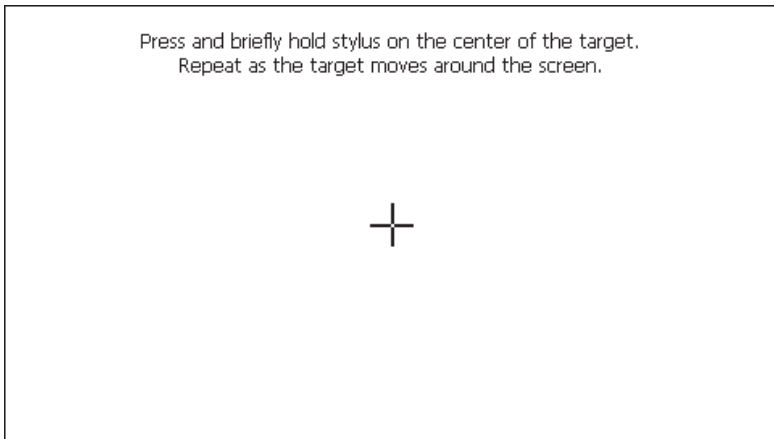 Press and briefly hold stylus on the center of the target.
Repeat as the target moves around the screen.